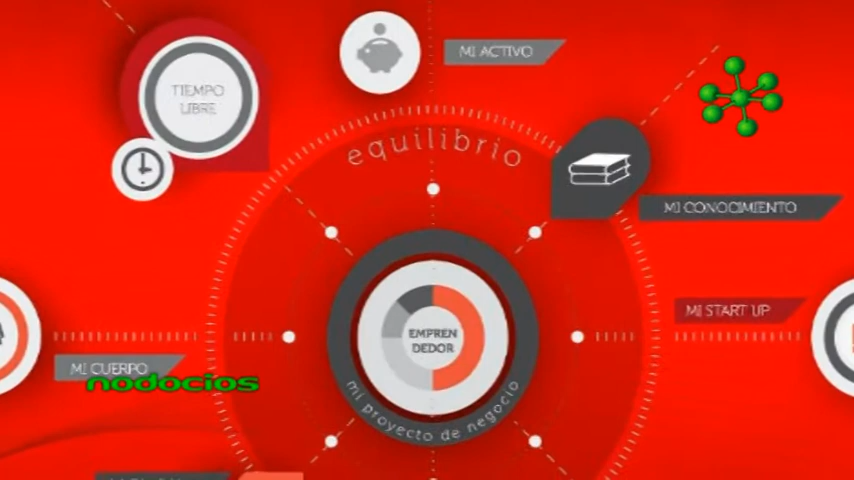 MI ACTIVO
TIEMPO
LIBRE
equilibrio
MI CONOCIMIENTO
MI START UP
EMPREN
DEDOR
MI CUERPO
nodocios
mi proyecto de negocio